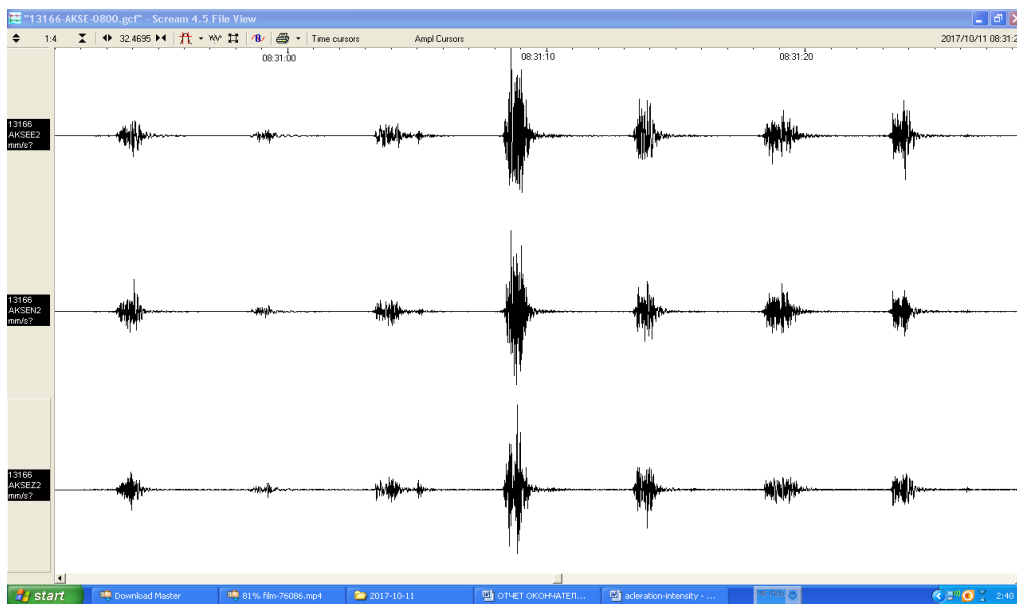 "13166-AKSE-0800.gcf" - Scream 4.5 File View
1:4 32.4695 Time cursors Ampl Cursors 2017/10/11 08:31:2
08:31:00 08:31:10 08:31:20
13166
AKSEE2
mm/s?
13166
AKSEN2
mm/s?
13166
AKSEZ2
mm/s?
start Download Master 81% film-76086.mp4 2017-10-11 ОТЧЕТ ОКОНЧАТЕЛ... adleration-intensity - ... 2:40